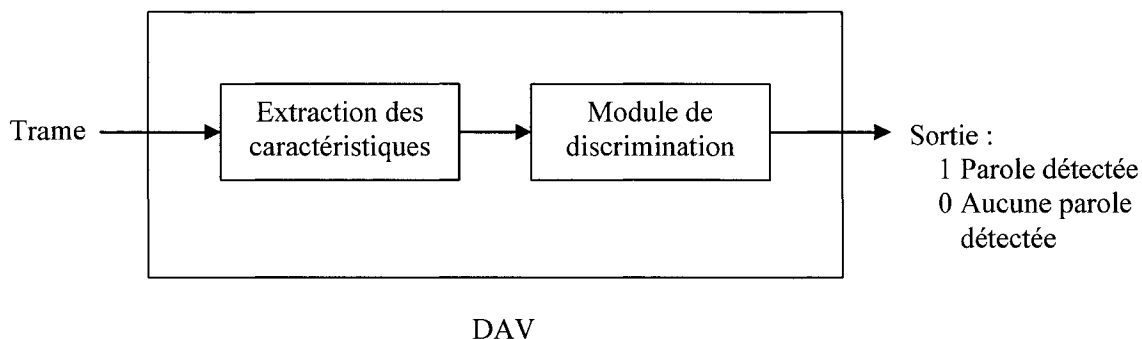 Trame
Extraction des
caractéristiques
Module de
discrimination
Sortie :
1 Parole détectée
0 Aucune parole
détectée
DAV